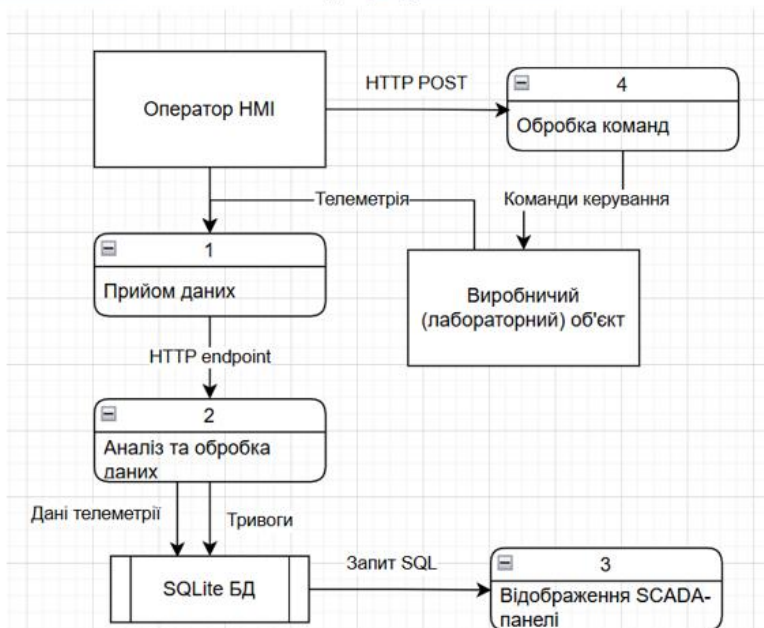 HTTP POST
4
Оператор HMI
Обробка команд
Телеметрія
Команди керування
1
Прийом даних
Виробничий
(лабораторний) об'єкт
HTTP endpoint
2
Аналіз та обробка
даних
Дані телеметрії
Тривоги
Запит SQL
3
SQLite БД
Відображення SCADA-
панелі